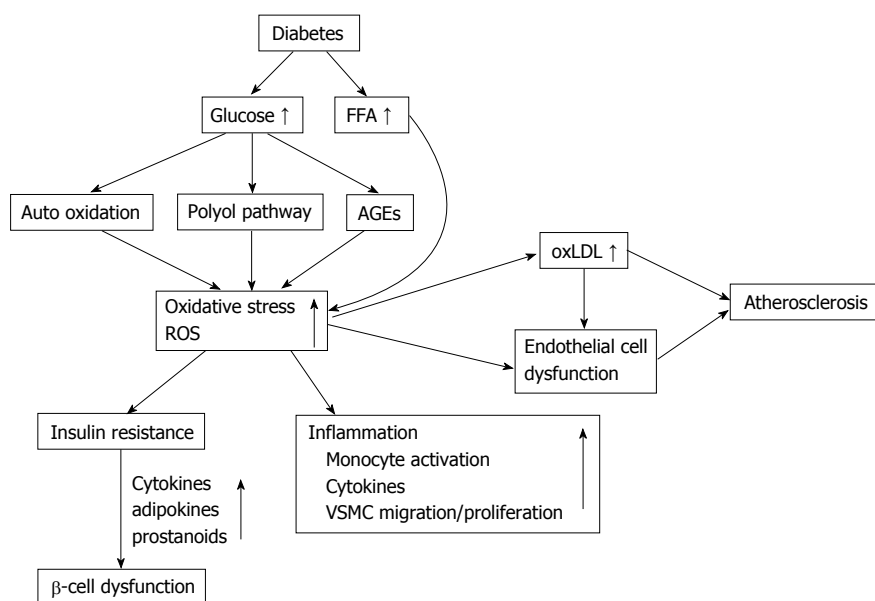 Diabetes
Glucose ↑
FFA ↑
Auto oxidation
Polyol pathway
AGEs
oxLDL ↑
Atherosclerosis
Oxidative stress
ROS
Endothelial cell
dysfunction
Insulin resistance
Inflammation
Monocyte activation
Cytokines
VSMC migration/proliferation
Cytokines
adipokines
prostanoids
β-cell dysfunction